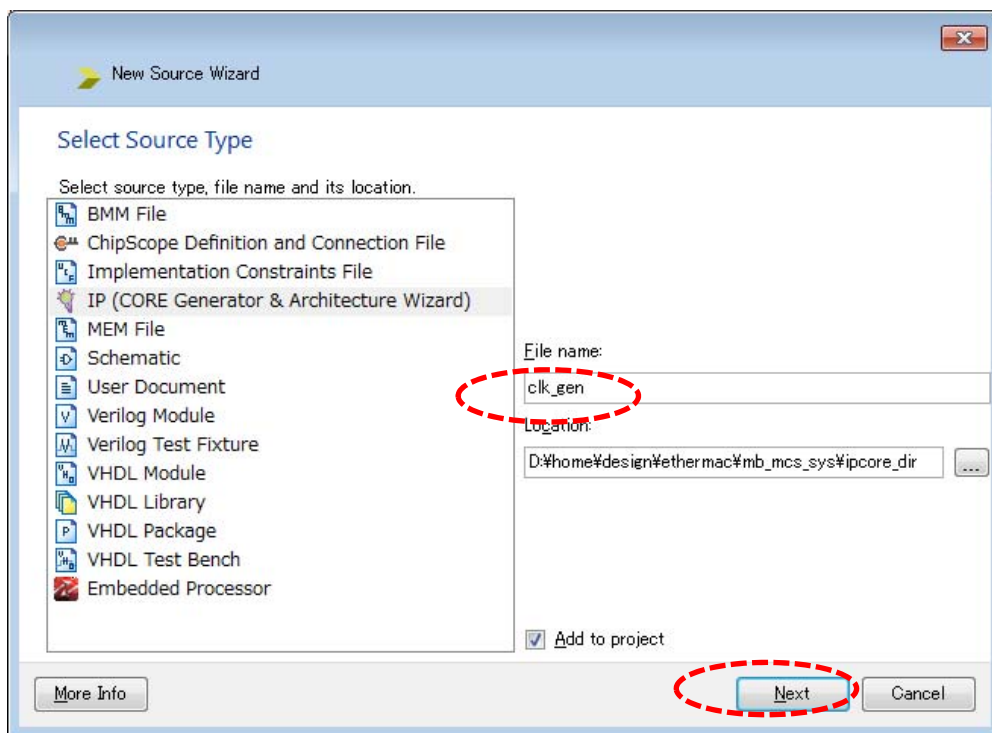 New Source Wizard
Select Source Type
Select source type, file name and its location.
BMM File
ChipScope Definition and Connection File
Implementation Constraints File
IP (CORE Generator & Architecture Wizard)
MEM File
Schematic
User Document
Verilog Module
Verilog Test Fixture
VHDL Module
VHDL Library
VHDL Package
VHDL Test Bench
Embedded Processor
File name:
clk_gen
Location:
D:¥home¥design¥ethermac¥mb_mcs_sys¥ipcore_dir
...
Add to project
More Info
Next
Cancel